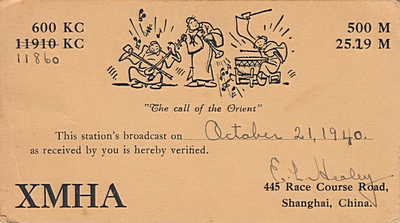 600 KC 500 M
11910 KC 25.19 M
11860
"The call of the Orient"
This station's broadcast on October 21, 1940.
as received by you is hereby verified.
E. L. Healey
XMHA 445 Race Course Road,
Shanghai, China.